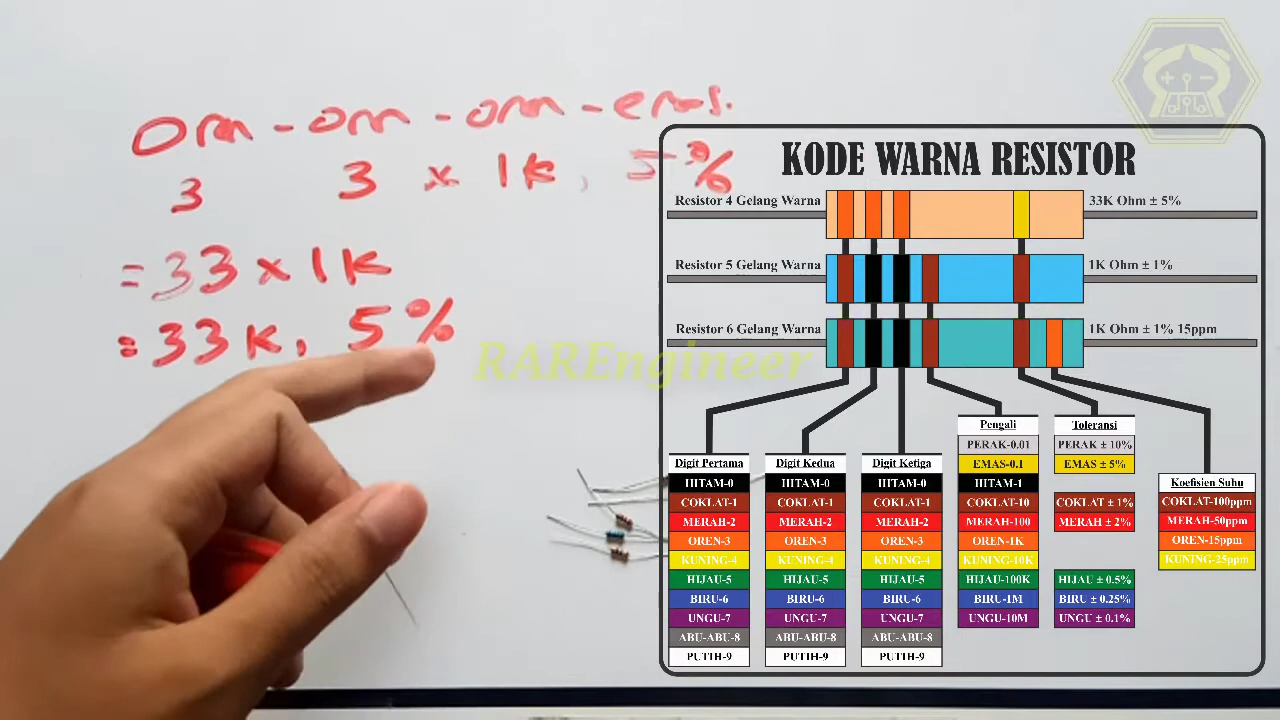 Orn - orn - orn - emas.
3 3 x 1k, 5%
= 33 x 1k
= 33k, 5%
RAREngineer
KODE WARNA RESISTOR
Resistor 4 Gelang Warna 33K Ohm ± 5%
Resistor 5 Gelang Warna 1K Ohm ± 1%
Resistor 6 Gelang Warna 1K Ohm ± 1% 15ppm
Digit Pertama
HITAM-0
COKLAT-1
MERAH-2
OREN-3
KUNING-4
HIJAU-5
BIRU-6
UNGU-7
ABU-ABU-8
PUTIH-9
Digit Kedua
HITAM-0
COKLAT-1
MERAH-2
OREN-3
KUNING-4
HIJAU-5
BIRU-6
UNGU-7
ABU-ABU-8
PUTIH-9
Digit Ketiga
HITAM-0
COKLAT-1
MERAH-2
OREN-3
KUNING-4
HIJAU-5
BIRU-6
UNGU-7
ABU-ABU-8
PUTIH-9
Pengali
PERAK-0.01
EMAS-0.1
HITAM-1
COKLAT-10
MERAH-100
OREN-1K
KUNING-10K
HIJAU-100K
BIRU-1M
UNGU-10M
Toleransi
PERAK ± 10%
EMAS ± 5%
COKLAT ± 1%
MERAH ± 2%
HIJAU ± 0.5%
BIRU ± 0.25%
UNGU ± 0.1%
Koefisien Suhu
COKLAT-100ppm
MERAH-50ppm
OREN-15ppm
KUNING-25ppm